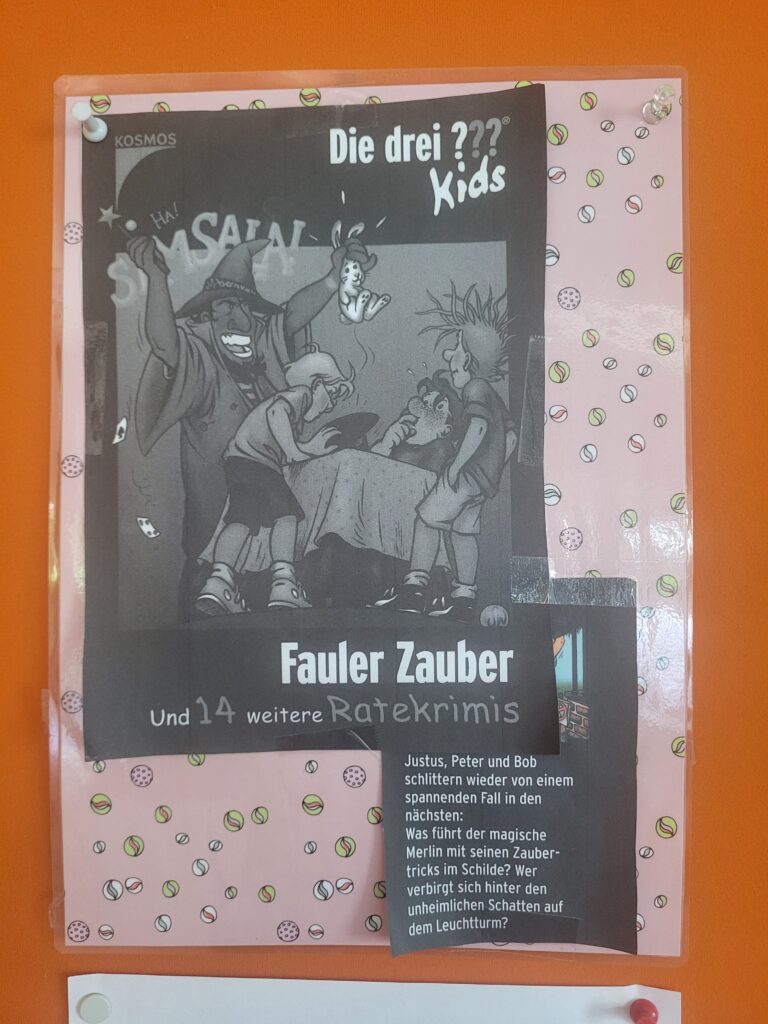 KOSMOS
Die drei ???®
Kids
HA!
SIMSALA!
Fauler Zauber
Und 14 weitere Ratekrimis
Justus, Peter und Bob
schlittern wieder von einem
spannenden Fall in den
nächsten:
Was führt der magische
Merlin mit seinen Zauber-
tricks im Schilde? Wer
verbirgt sich hinter den
unheimlichen Schatten auf
dem Leuchtturm?